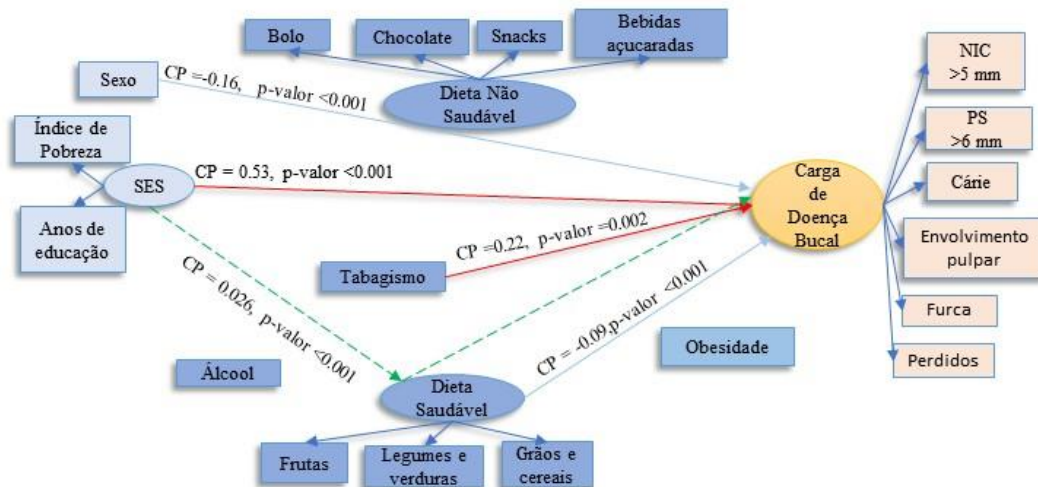 Bolo
Chocolate
Snacks
Bebidas
açucaradas
NIC
>5 mm
Sexo
CP =-0.16, p-valor <0.001
Dieta Não
Saudável
Índice de
Pobreza
PS
>6 mm
SES
CP = 0.53, p-valor <0.001
Carga
de
Doença
Bucal
Cárie
Anos de
educação
CP =0.22, p-valor =0.002
Envolvimento
pulpar
Tabagismo
CP = 0.026, p-valor <0.001
CP = -0.09,p-valor <0.001
Furca
Obesidade
Perdidos
Álcool
Dieta
Saudável
Frutas
Legumes e
verduras
Grãos e
cereais